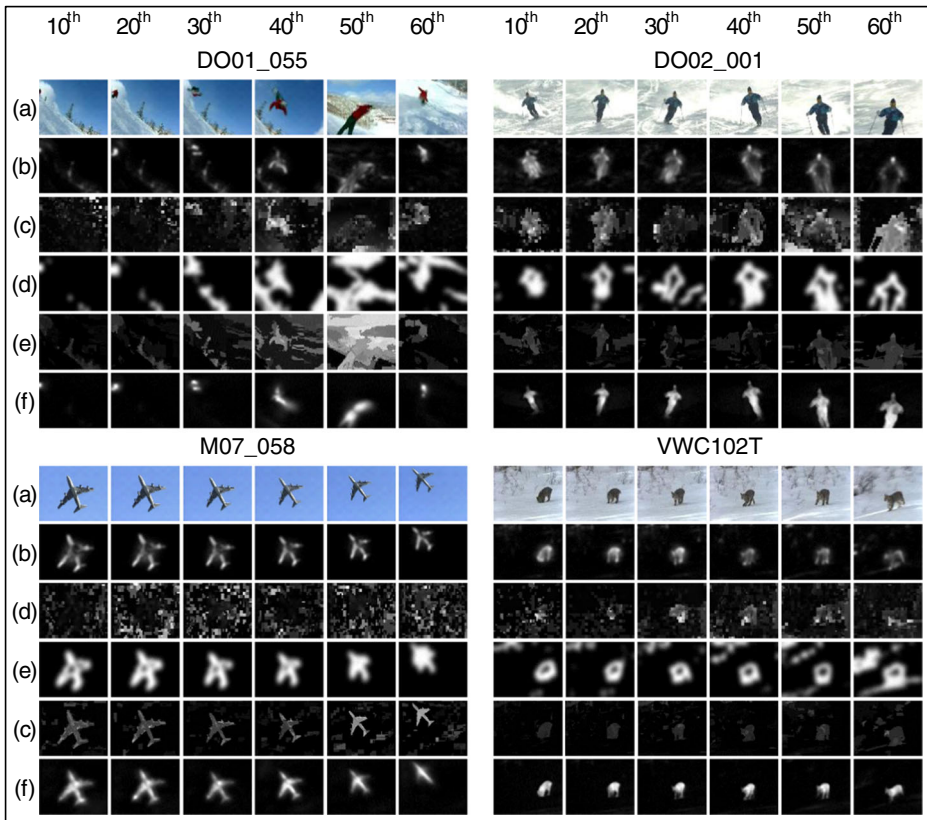 10th 20th 30th 40th 50th 60th 10th 20th 30th 40th 50th 60th
DO01_055 DO02_001
(a)
(b)
(c)
(d)
(e)
(f)
M07_058 VWC102T
(a)
(b)
(d)
(e)
(c)
(f)